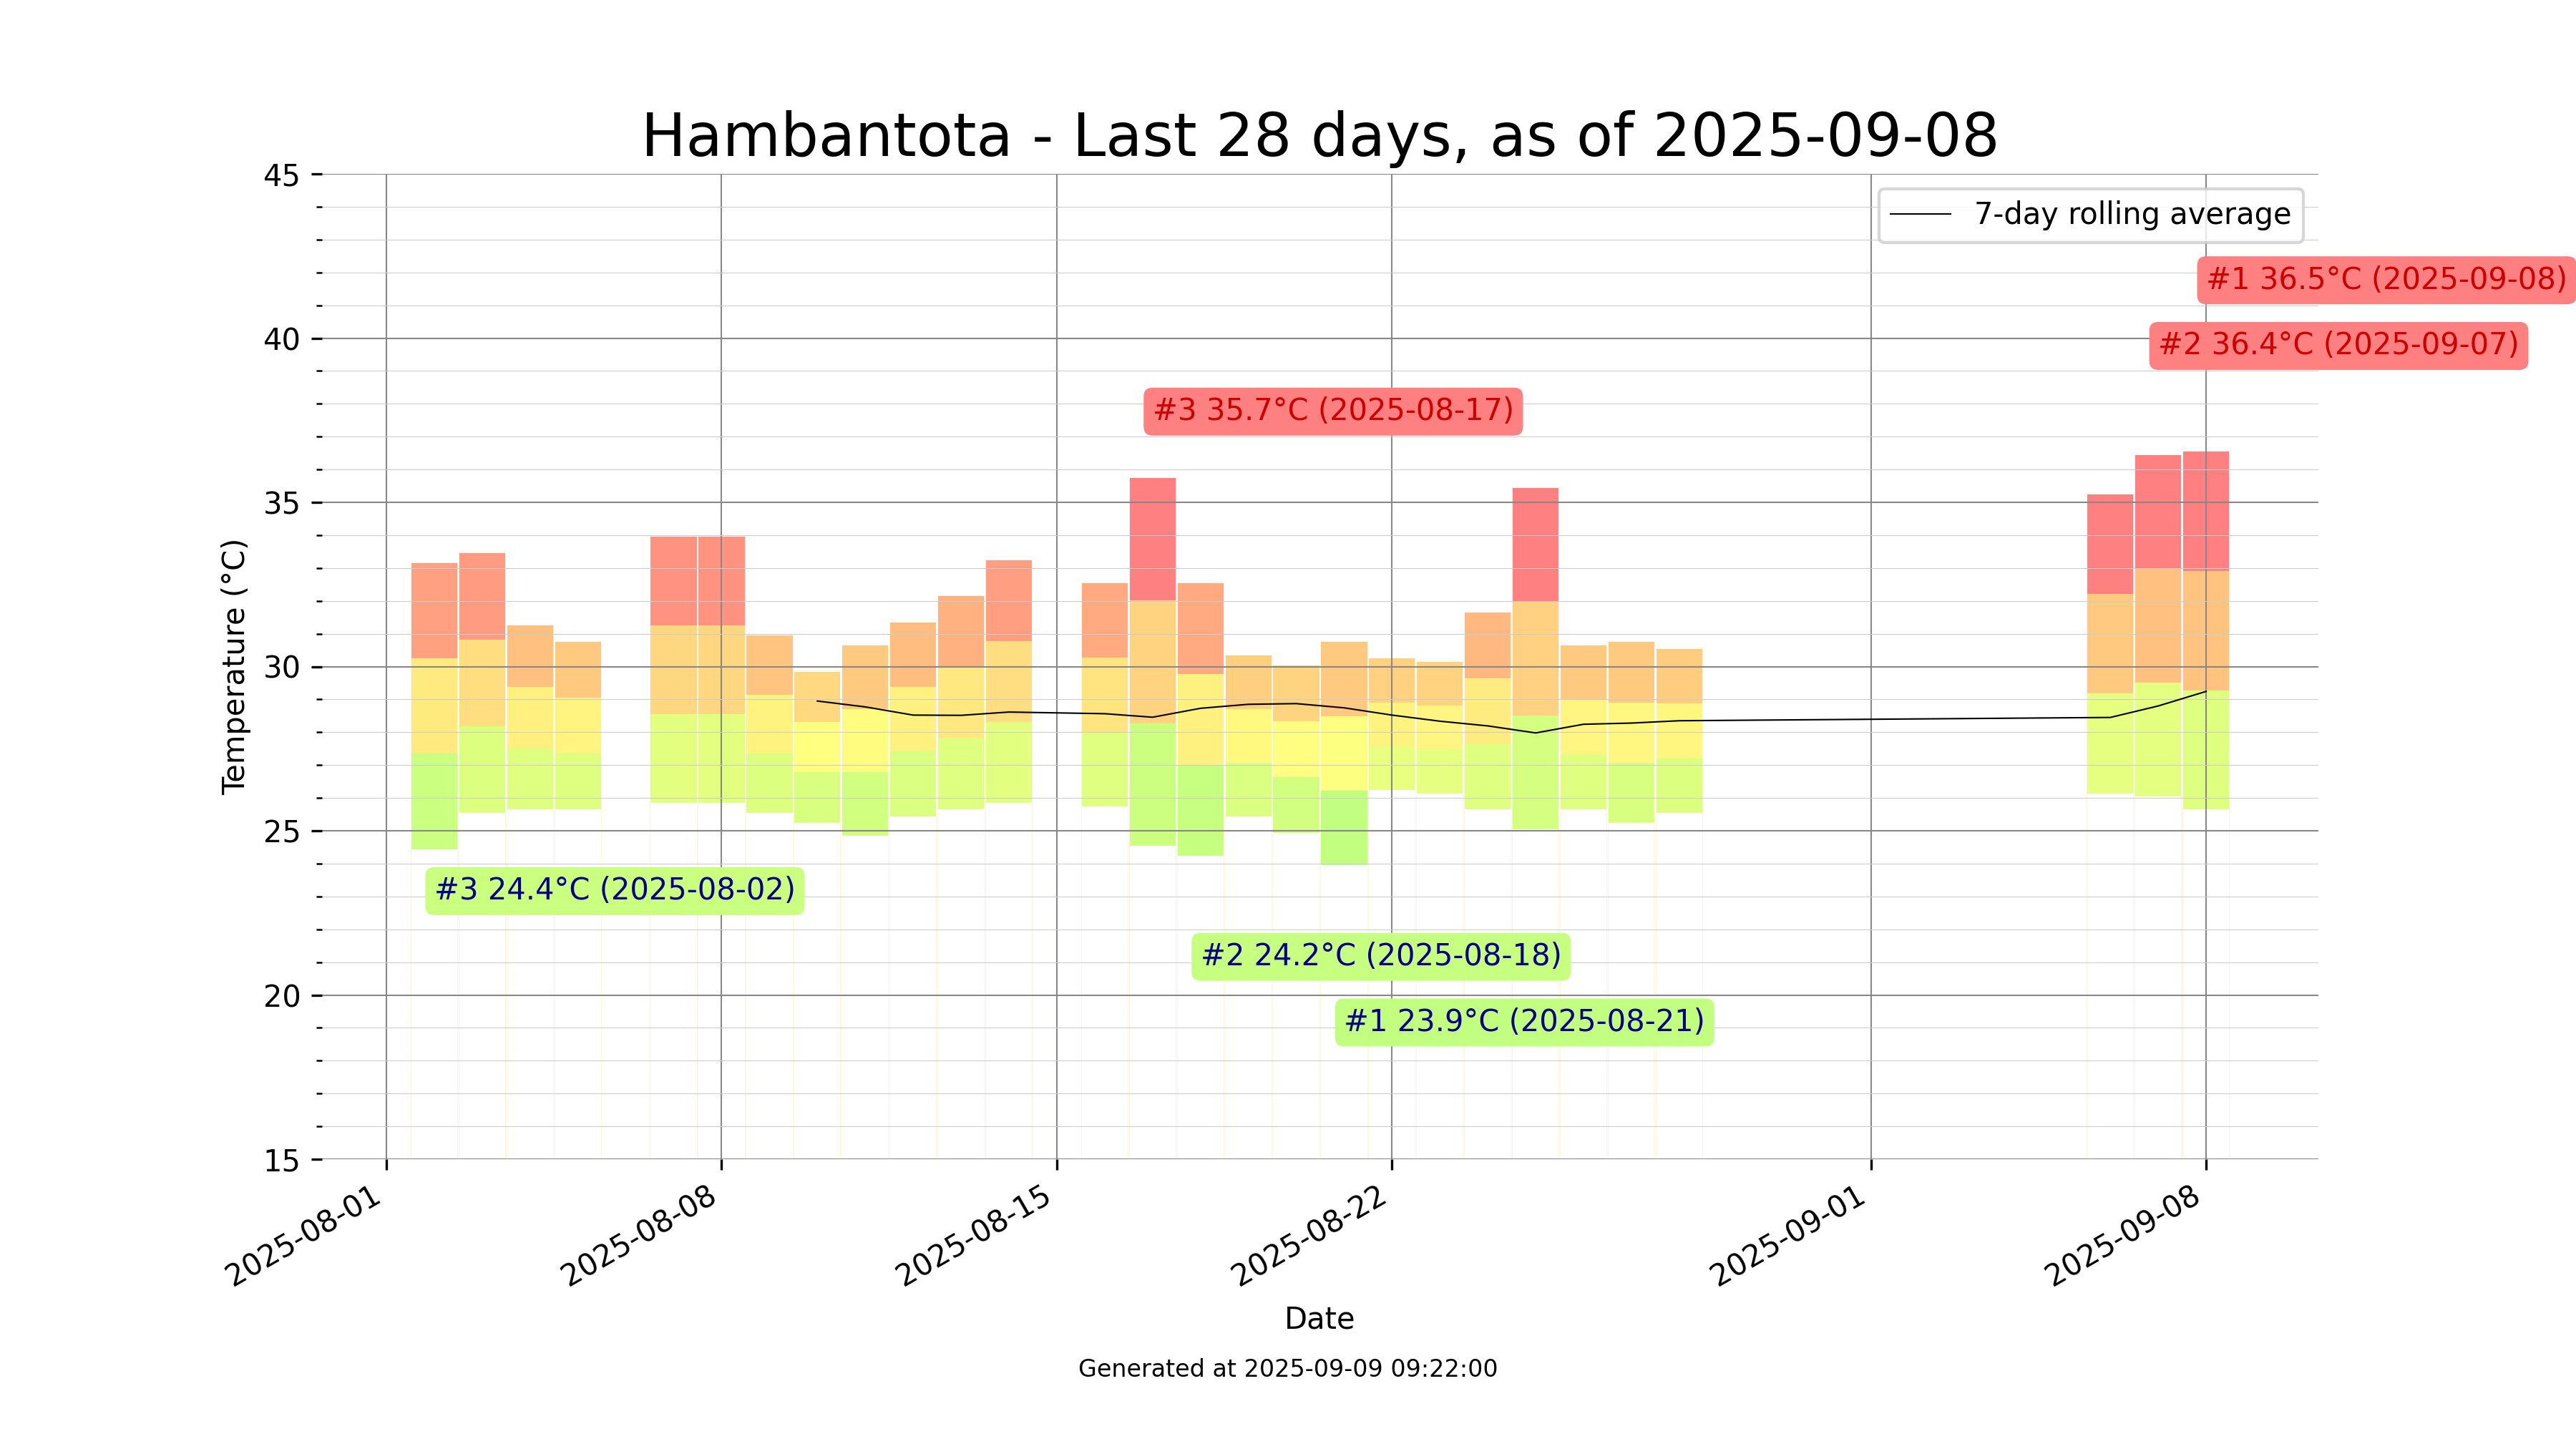 Hambantota - Last 28 days, as of 2025-09-08
7-day rolling average
#1 36.5°C (2025-09-08)
#2 36.4°C (2025-09-07)
#3 35.7°C (2025-08-17)
#3 24.4°C (2025-08-02)
#2 24.2°C (2025-08-18)
#1 23.9°C (2025-08-21)
Temperature (°C)
45
40
35
30
25
20
15
2025-08-01
2025-08-08
2025-08-15
2025-08-22
2025-09-01
2025-09-08
Date
Generated at 2025-09-09 09:22:00